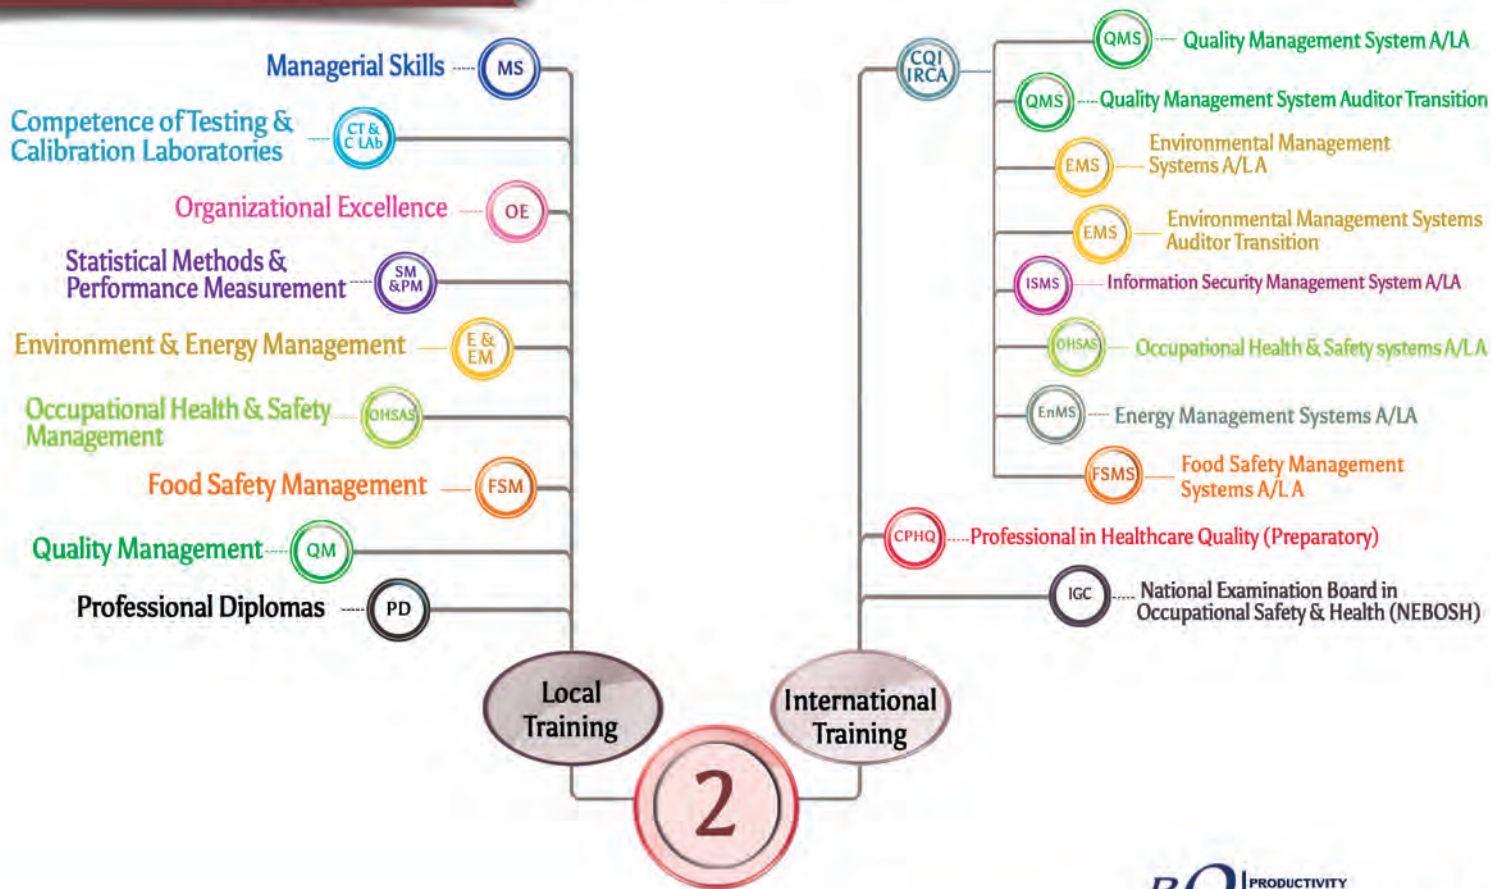 Managerial Skills
MS
Competence of Testing &
Calibration Laboratories
CT &
C LAb
Organizational Excellence
OE
Statistical Methods &
Performance Measurement
SM
&PM
Environment & Energy Management
E &
EM
Occupational Health & Safety
Management
OHSAS
Food Safety Management
FSM
Quality Management
QM
Professional Diplomas
PD
Local
Training
CQI
IRCA
QMS
Quality Management System A/LA
QMS
Quality Management System Auditor Transition
EMS
Environmental Management
Systems A/LA
EMS
Environmental Management Systems
Auditor Transition
ISMS
Information Security Management System A/LA
OHSAS
Occupational Health & Safety systems A/LA
EnMS
Energy Management Systems A/LA
FSMS
Food Safety Management
Systems A/LA
CPHQ
Professional in Healthcare Quality (Preparatory)
IGC
National Examination Board in
Occupational Safety & Health (NEBOSH)
International
Training
2
PRODUCTIVITY